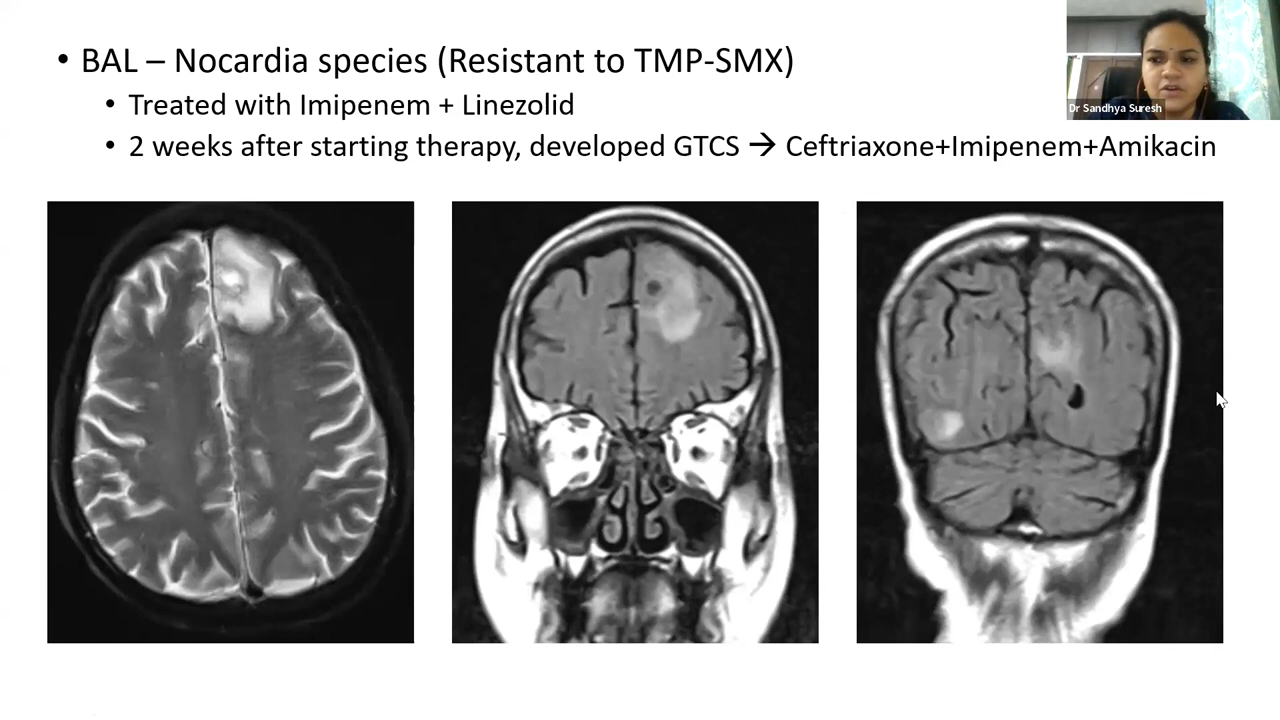 • BAL – Nocardia species (Resistant to TMP-SMX)
• Treated with Imipenem + Linezolid
• 2 weeks after starting therapy, developed GTCS → Ceftriaxone+Imipenem+Amikacin
Dr Sandhya Suresh